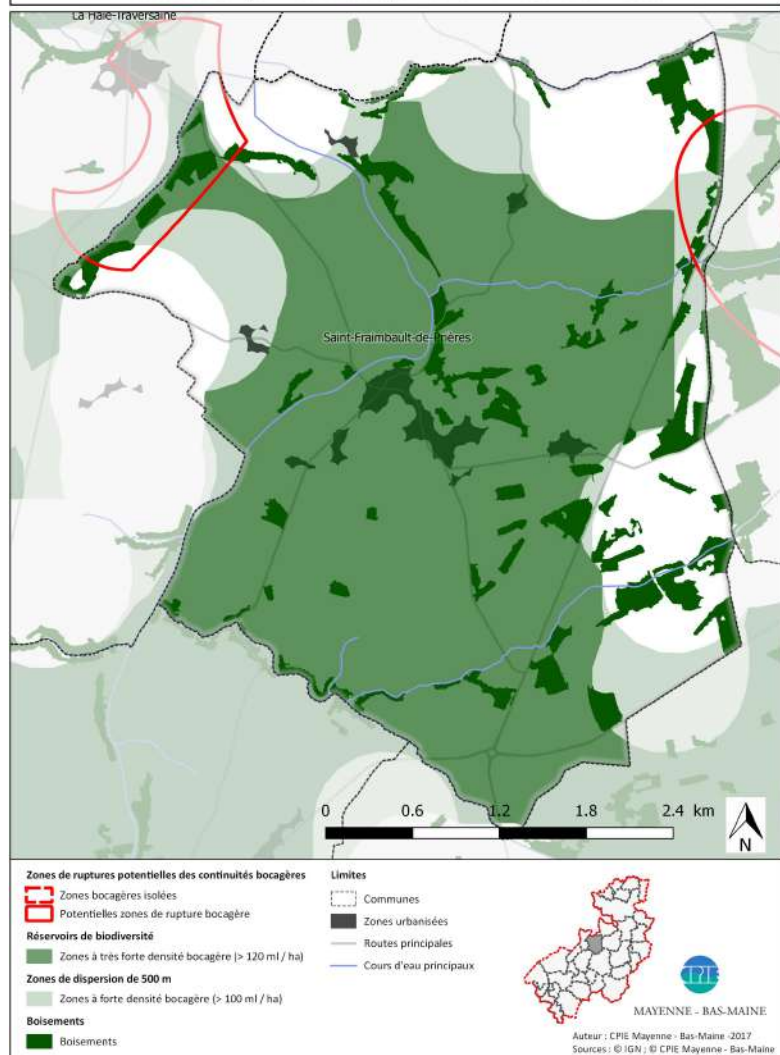 La Haie-Traversaine
Saint-Fraimbault-de-Prières
0 0.6 1.2 1.8 2.4 km
N
Zones de ruptures potentielles des continuités bocagères
Zones bocagères isolées
Potentielles zones de rupture bocagère
Réservoirs de biodiversité
Zones à très forte densité bocagère (> 120 ml / ha)
Zones de dispersion de 500 m
Zones à forte densité bocagère (> 100 ml / ha)
Boisements
Boisements
Limites
Communes
Zones urbanisées
Routes principales
Cours d'eau principaux
CPIE
MAYENNE - BAS-MAINE
Auteur : CPIE Mayenne - Bas-Maine -2017
Sources : © IGN ; © CPIE Mayenne - Bas-Maine